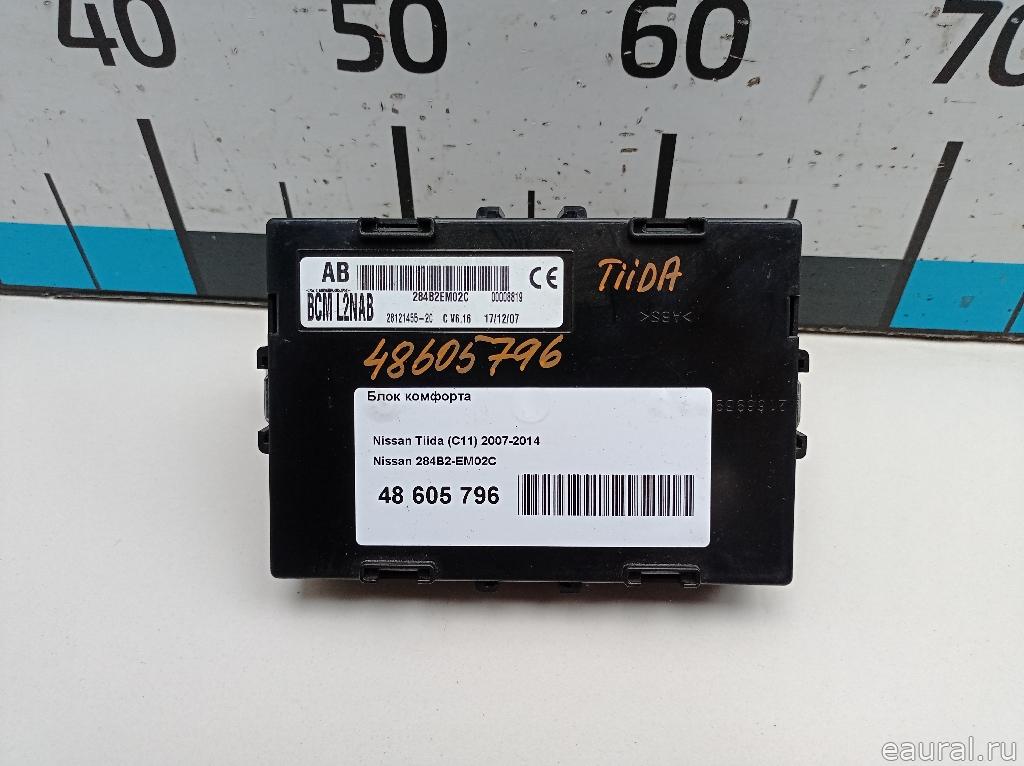 40 50 60 70
AB
284B2EM02C 00008819
BCM L2NAB
28121455-2C C V6.16 17/12/07
CE
TiiDA
>ABS<
48605796
Блок комфорта
Nissan Tiida (C11) 2007-2014
Nissan 284B2-EM02C
48 605 796
eaural.ru